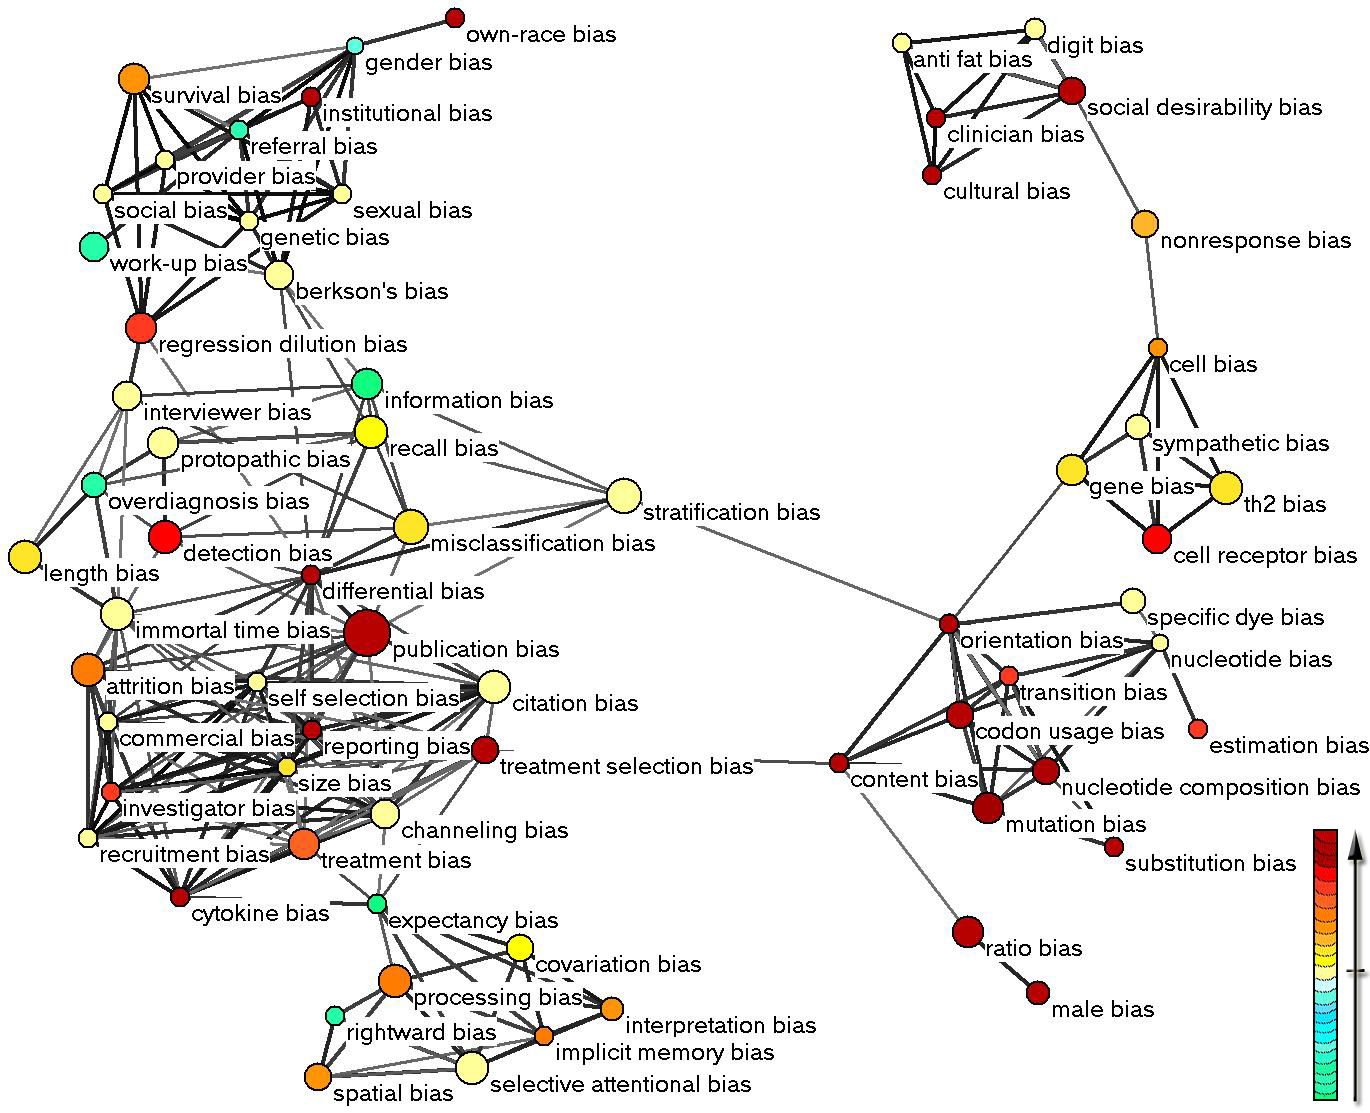 own-race bias
gender bias
survival bias
institutional bias
referral bias
provider bias
social bias
sexual bias
genetic bias
work-up bias
berkson's bias
regression dilution bias
information bias
interviewer bias
recall bias
protopathic bias
overdiagnosis bias
stratification bias
detection bias
misclassification bias
length bias
differential bias
immortal time bias
publication bias
attrition bias
self selection bias
citation bias
commercial bias
reporting bias
treatment selection bias
size bias
investigator bias
channeling bias
recruitment bias
treatment bias
cytokine bias
expectancy bias
covariation bias
processing bias
interpretation bias
rightward bias
implicit memory bias
selective attentional bias
spatial bias
digit bias
anti fat bias
social desirability bias
clinician bias
cultural bias
nonresponse bias
cell bias
sympathetic bias
gene bias
th2 bias
cell receptor bias
specific dye bias
orientation bias
nucleotide bias
transition bias
codon usage bias
estimation bias
content bias
nucleotide composition bias
mutation bias
substitution bias
ratio bias
male bias